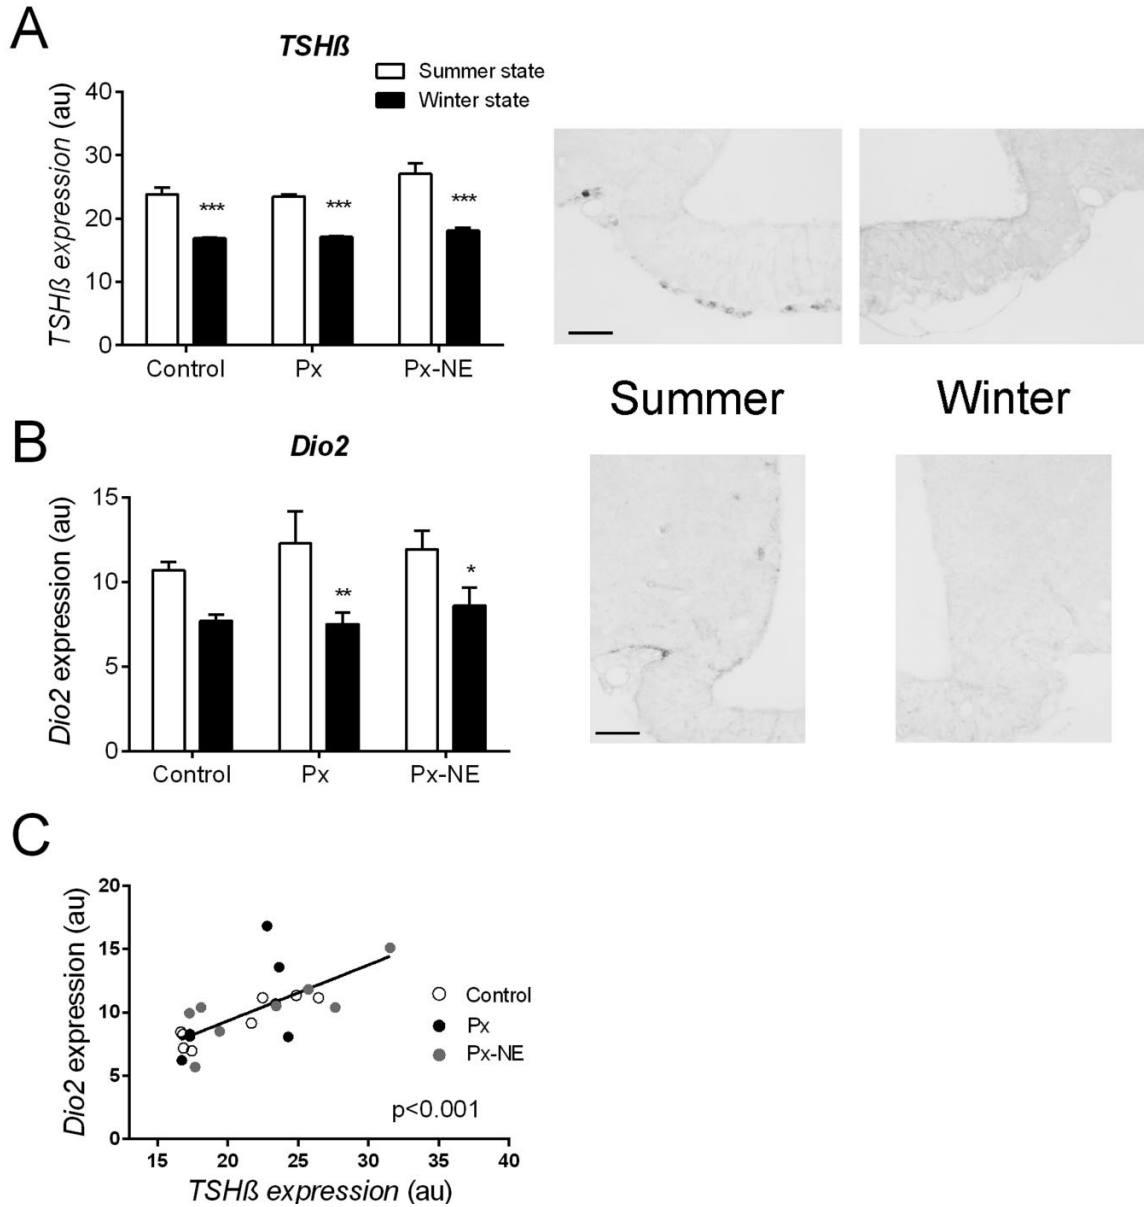 A
TSHß
Summer state
Winter state
TSHß expression (au)
40
30
20
10
0
***
***
***
Control Px Px-NE
Summer Winter
B
Dio2
Dio2 expression (au)
15
10
5
0
**
*
Control Px Px-NE
C
Dio2 expression (au)
20
15
10
5
0
Control
Px
Px-NE
p<0.001
15 20 25 30 35 40
TSHß expression (au)